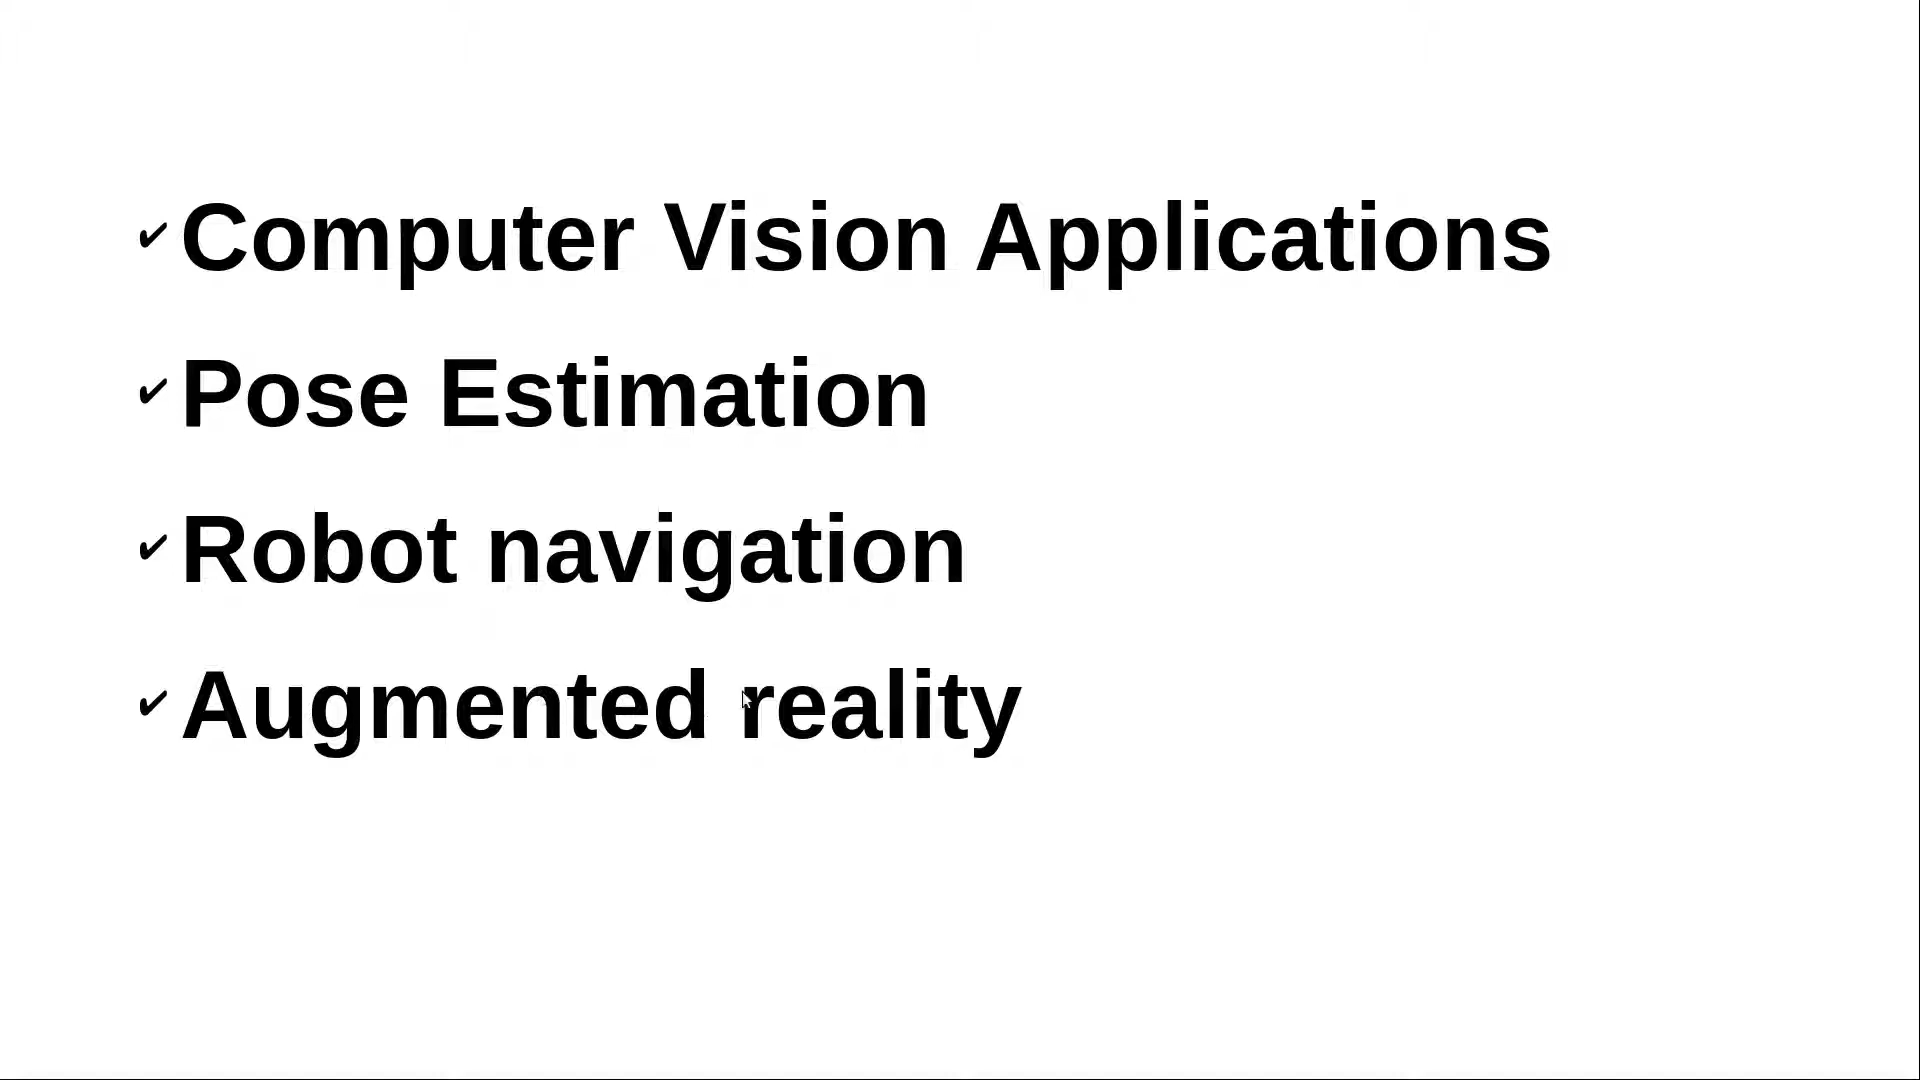 ✔ Computer Vision Applications
✔ Pose Estimation
✔ Robot navigation
✔ Augmented reality